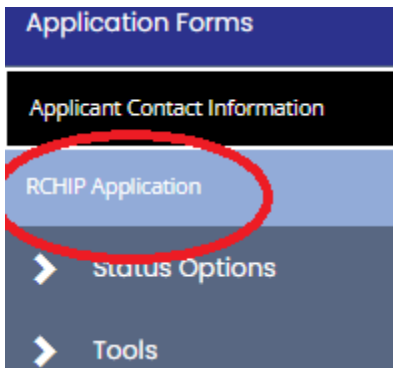 Application Forms
Applicant Contact Information
RCHIP Application
Status Options
Tools